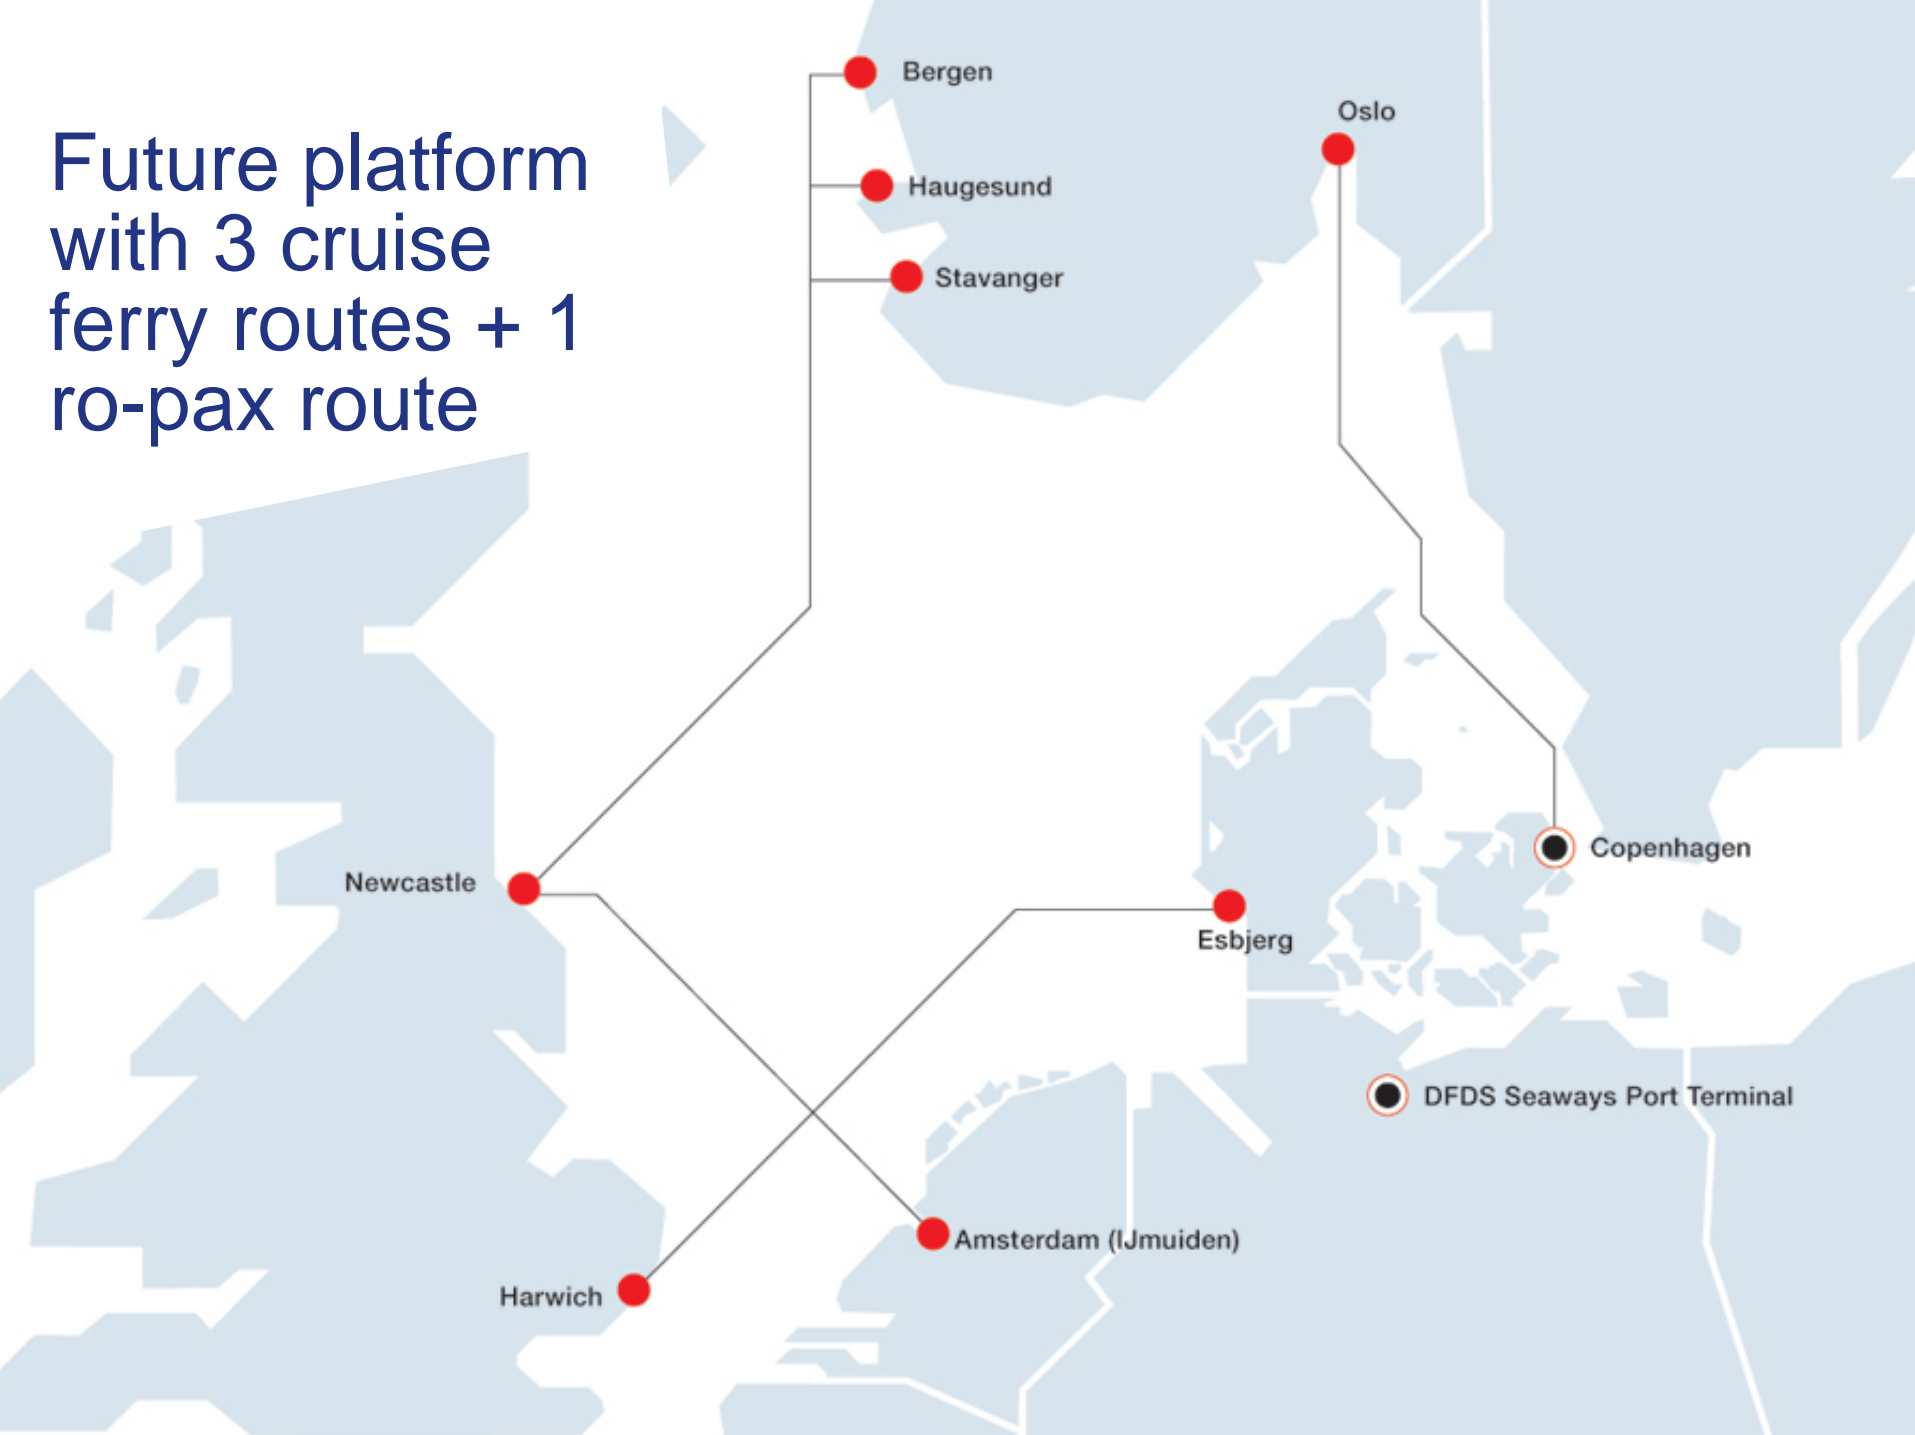 Future platform
with 3 cruise
ferry routes + 1
ro-pax route
Bergen
Oslo
Haugesund
Stavanger
Newcastle
Copenhagen
Esbjerg
DFDS Seaways Port Terminal
Amsterdam (IJmuiden)
Harwich